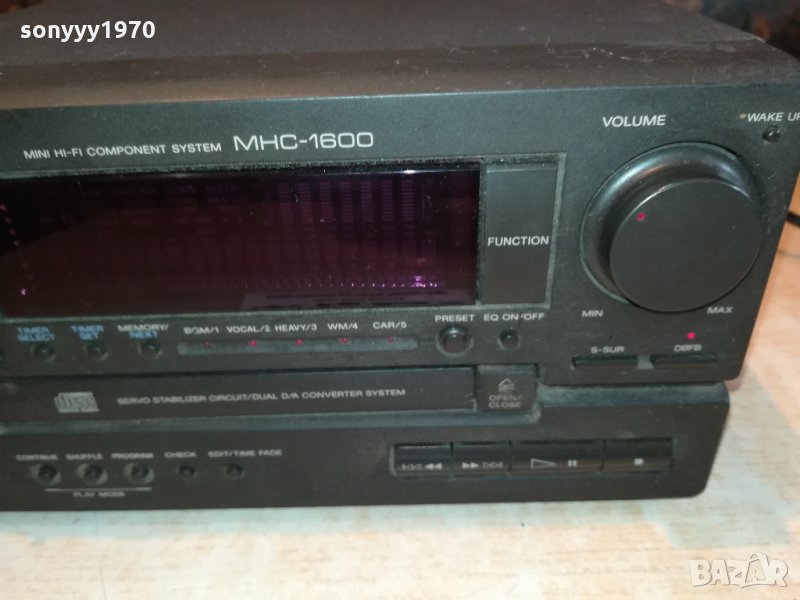 sonyyy1970
VOLUME
WAKE UP
MINI HI-FI COMPONENT SYSTEM MHC-1600
FUNCTION
MIN MAX
TIMER SELECT
TIMER SET
MEMORY/NEXT
BGM/1 VOCAL/2 HEAVY/3 WM/4 CAR/5
PRESET EQ ON/OFF
S-SUR DBFB
SERVO STABILIZER CIRCUIT/DUAL D/A CONVERTER SYSTEM
OPEN/
CLOSE
CONTINUE SHUFFLE PROGRAM CHECK EDIT/TIME FADE
PLAY MODE
BAZAR